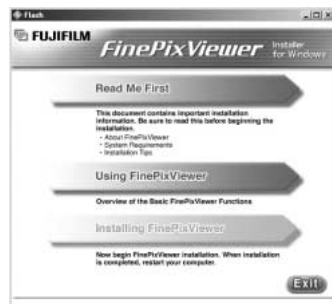 Flash
FUJIFILM
FinePixViewer Installer for Windows
Read Me First
This document contains important installation
information. Be sure to read this before beginning the
installation.
- About FinePixViewer
- System Requirements
- Installation Tips
Using FinePixViewer
Overview of the Basic FinePixViewer Functions
Installing FinePixViewer
Now begin FinePixViewer installation. When installation
is completed, restart your computer.
Exit